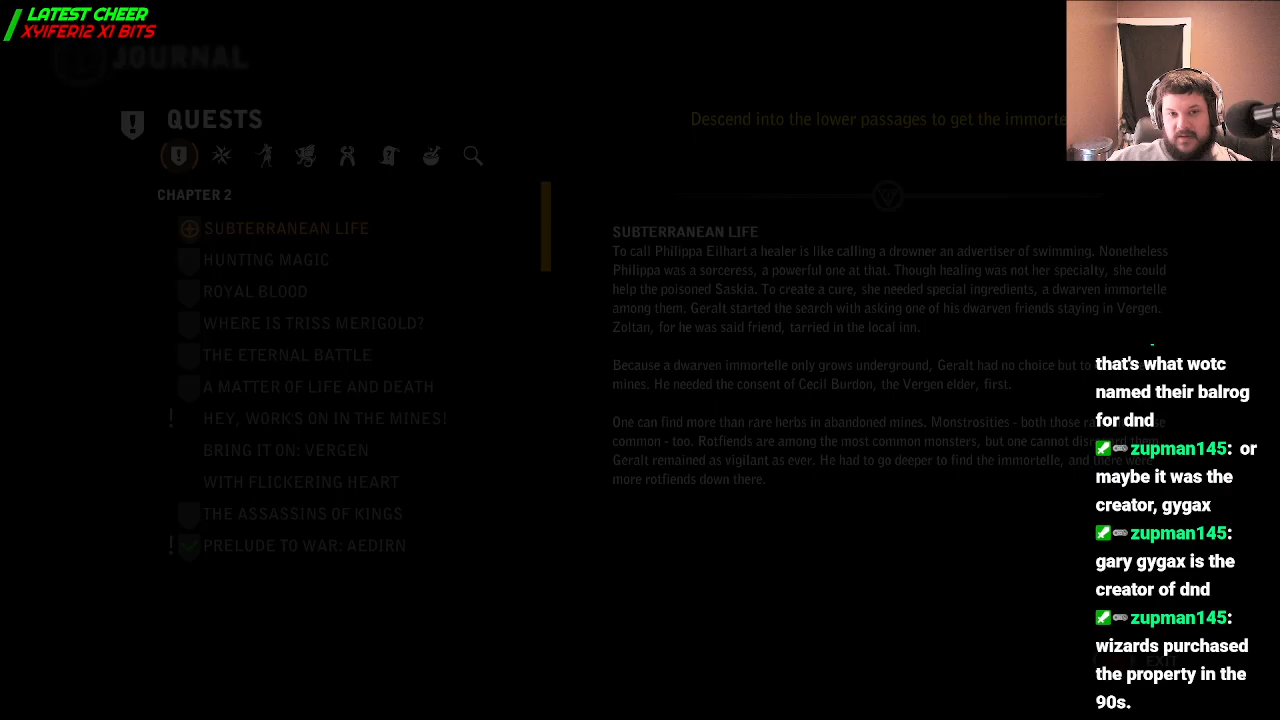 LATEST CHEER
XYIFER12 X1 BITS
JOURNAL
QUESTS
CHAPTER 2
SUBTERRANEAN LIFE
HUNTING MAGIC
ROYAL BLOOD
WHERE IS TRISS MERIGOLD?
THE ETERNAL BATTLE
A MATTER OF LIFE AND DEATH
! HEY, WORK'S ON IN THE MINES!
BRING IT ON: VERGEN
WITH FLICKERING HEART
THE ASSASSINS OF KINGS
! PRELUDE TO WAR: AEDIRN
Descend into the lower passages to get the immorte
SUBTERRANEAN LIFE
To call Philippa Eilhart a healer is like calling a drowner an advertiser of swimming. Nonetheless
Philippa was a sorceress, a powerful one at that. Though healing was not her specialty, she could
help the poisoned Saskia. To create a cure, she needed special ingredients, a dwarven immortelle
among them. Geralt started the search with asking one of his dwarven friends staying in Vergen.
Zoltan, for he was said friend, tarried in the local inn.
Because a dwarven immortelle only grows underground, Geralt had no choice but to
mines. He needed the consent of Cecil Burdon, the Vergen elder, first.
One can find more than rare herbs in abandoned mines. Monstrosities - both those
common - too. Rotfiends are among the most common monsters, but one cannot them.
Geralt remained as vigilant as ever. He had to go deeper to find the immortelle, and there were
more rotfiends down there.
that's what wotc
named their balrog
for dnd
zupman145: or
maybe it was the
creator, gygax
zupman145:
gary gygax is the
creator of dnd
zupman145:
wizards purchased
the property in the
90s.
EXIT